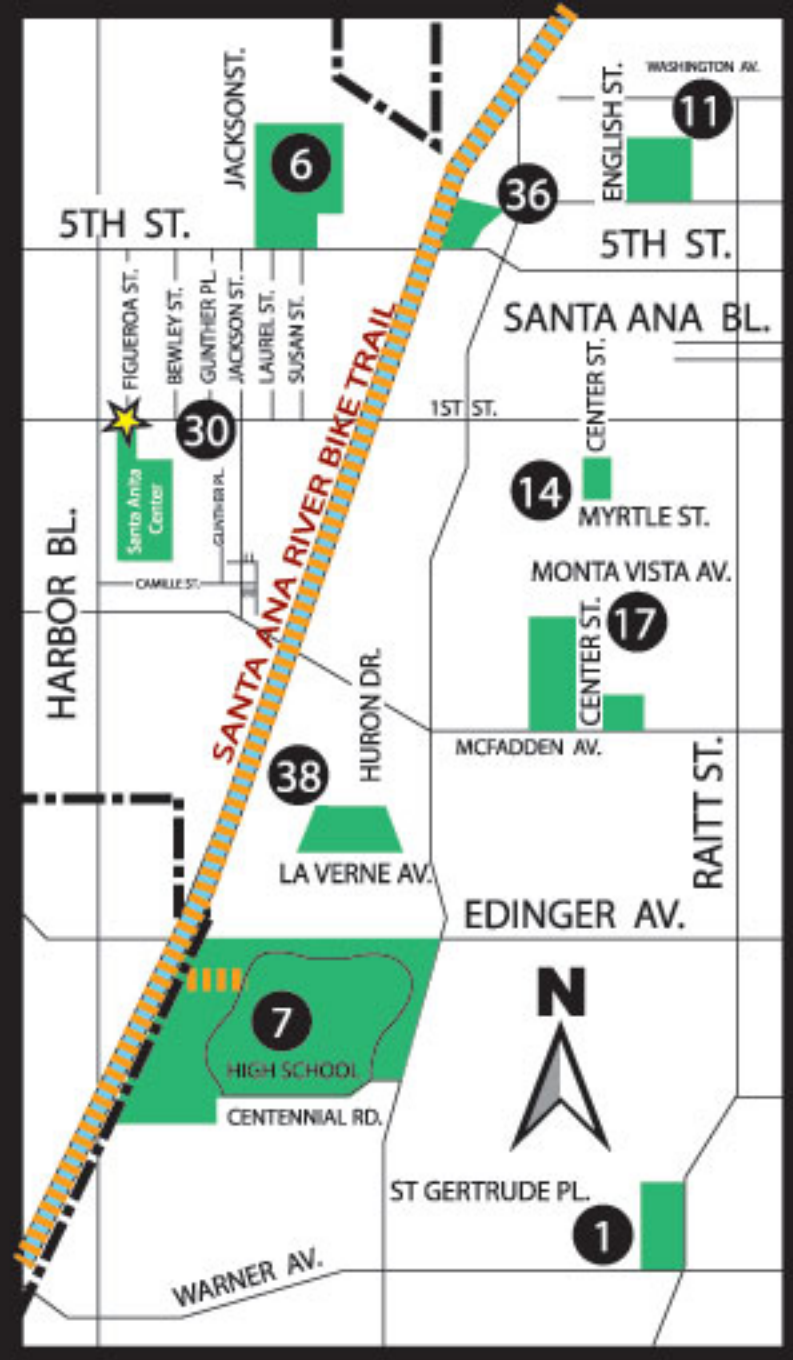 WASHINGTON AV.
JACKSONST.
ENGLISH ST.
11
6
36
5TH ST.
5TH ST.
FIGUEROA ST.
BEWLEY ST.
GUNTHER PL.
JACKSON ST.
LAUREL ST.
SUSAN ST.
SANTA ANA BL.
SANTA ANA RIVER BIKE TRAIL
CENTER ST.
1ST ST.
30
Santa Anita
Center
GUNTHER PL.
14
MYRTLE ST.
HARBOR BL.
CAMILLE ST.
MONTA VISTA AV.
CENTER ST.
17
HURON DR.
MCFADDEN AV.
38
RAITT ST.
LA VERNE AV.
EDINGER AV.
N
7
HIGH SCHOOL
CENTENNIAL RD.
ST GERTRUDE PL.
1
WARNER AV.